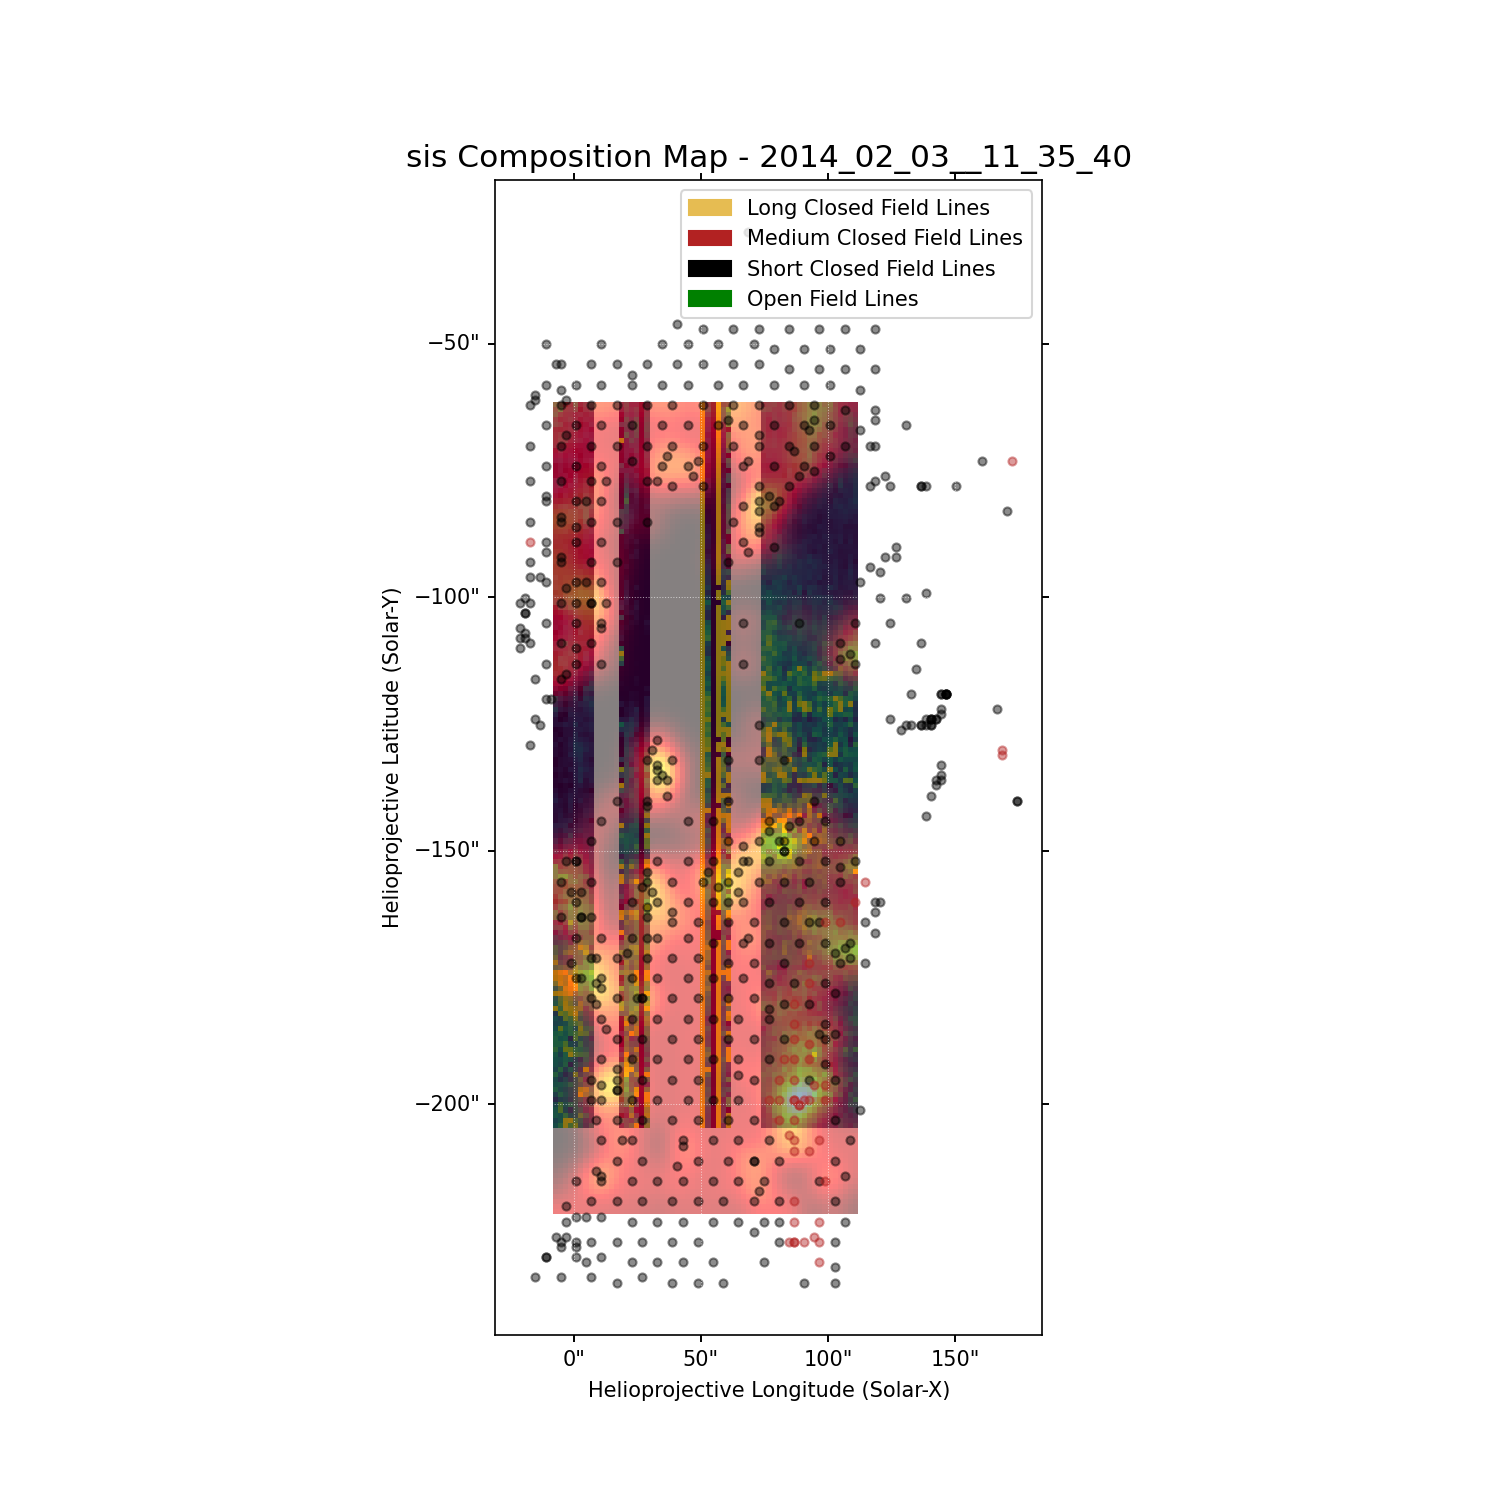 sis Composition Map - 2014_02_03__11_35_40
Long Closed Field Lines
Medium Closed Field Lines
Short Closed Field Lines
Open Field Lines
−50"
−100"
−150"
−200"
Helioprojective Latitude (Solar-Y)
0" 50" 100" 150"
Helioprojective Longitude (Solar-X)